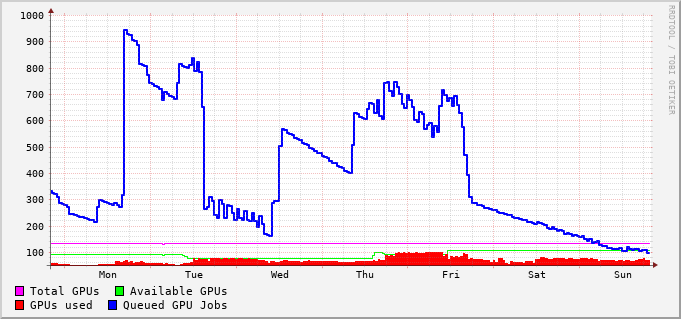 1000
900
800
700
600
500
400
300
200
100
Mon Tue Wed Thu Fri Sat Sun
Total GPUs Available GPUs
GPUs used Queued GPU Jobs
RRDTOOL / TOBI OETIKER